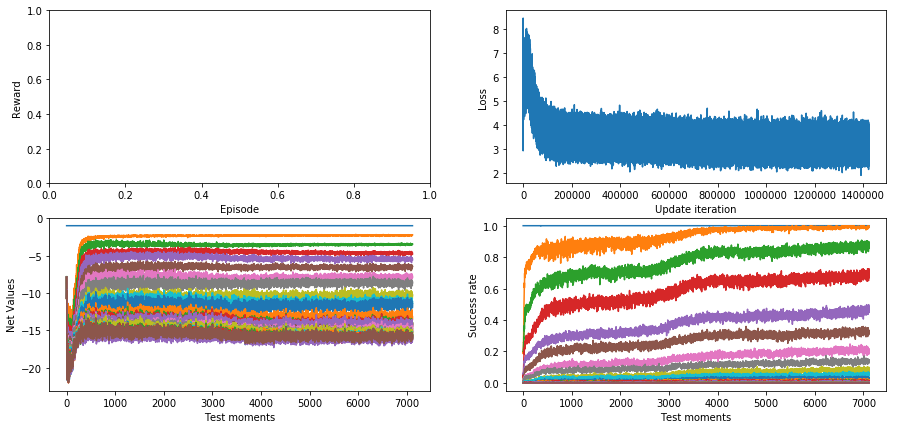 1.0
0.8
0.6
0.4
0.2
0.0
Reward
0.0 0.2 0.4 0.6 0.8 1.0
Episode
8
7
6
5
4
3
2
Loss
0 200000 400000 600000 800000 1000000 1200000 1400000
Update iteration
0
−5
−10
−15
−20
Net Values
0 1000 2000 3000 4000 5000 6000 7000
Test moments
1.0
0.8
0.6
0.4
0.2
0.0
Success rate
0 1000 2000 3000 4000 5000 6000 7000
Test moments